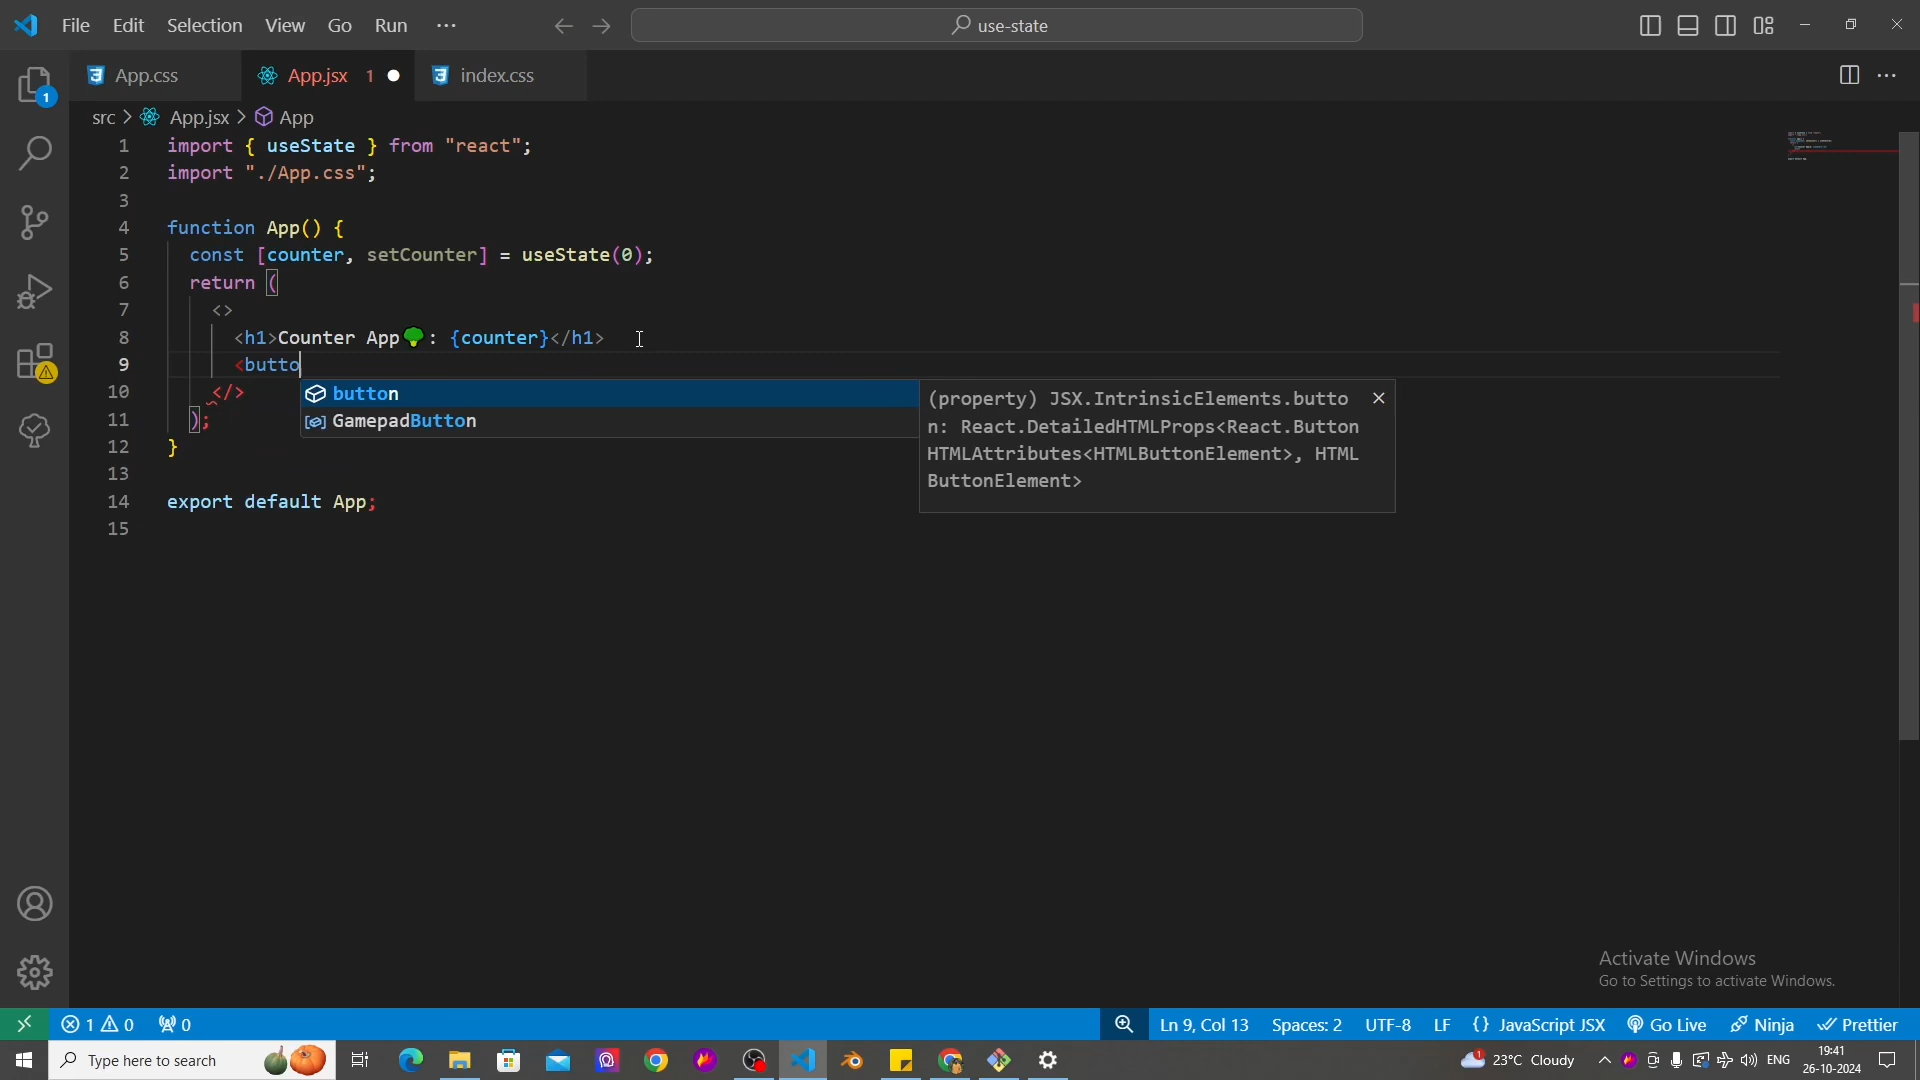 File Edit Selection View Go Run ··· use-state
App.css App.jsx 1 index.css
1
src > App.jsx > App
1 import { useState } from "react";
2 import "./App.css";
3
4 function App() {
5 const [counter, setCounter] = useState(0);
6 return (
7 <>
8 <h1>Counter App🌳: {counter}</h1>
9 <butto
10 </>
11 );
12 }
13
14 export default App;
15
button
GamepadButton
(property) JSX.IntrinsicElements.butto
n: React.DetailedHTMLProps<React.Button
HTMLAttributes<HTMLButtonElement>, HTML
ButtonElement>
Activate Windows
Go to Settings to activate Windows.
1 0 0 Ln 9, Col 13 Spaces: 2 UTF-8 LF {} JavaScript JSX Go Live Ninja Prettier
Type here to search 1 23°C Cloudy ENG 19:41
26-10-2024